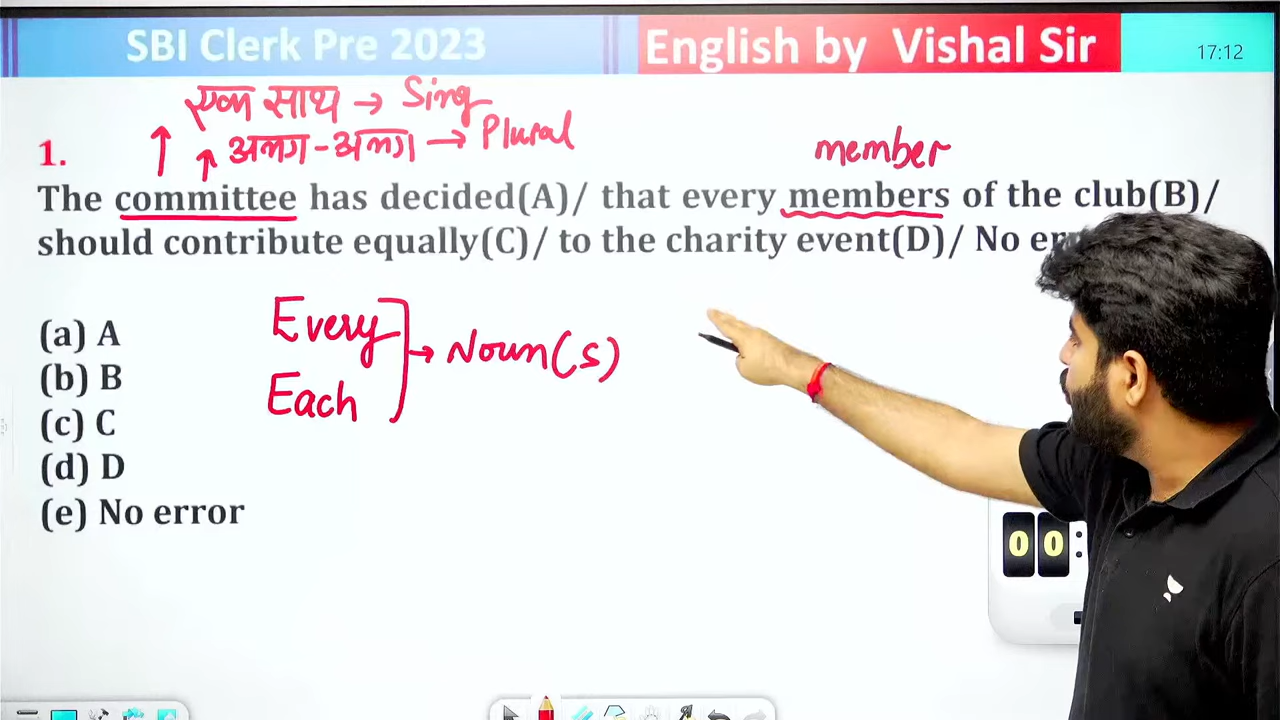 SBI Clerk Pre 2023
English by Vishal Sir
17:12
एक साथ → Sing
अलग-अलग → Plural
1.
member
The committee has decided(A)/ that every members of the club(B)/
should contribute equally(C)/ to the charity event(D)/ No er
(a) A
(b) B
(c) C
(d) D
(e) No error
Every
Each
→ Noun(s)
00: